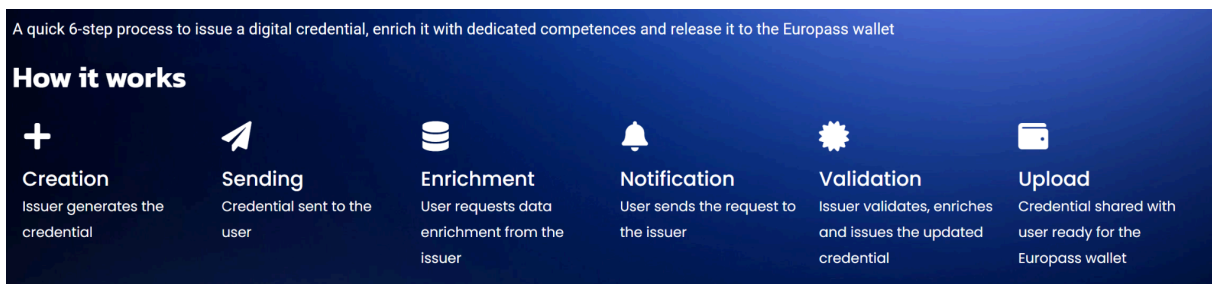 A quick 6-step process to issue a digital credential, enrich it with dedicated competences and release it to the Europass wallet
How it works
Creation
Issuer generates the
credential
Sending
Credential sent to the
user
Enrichment
User requests data
enrichment from the
issuer
Notification
User sends the request to
the issuer
Validation
Issuer validates, enriches
and issues the updated
credential
Upload
Credential shared with
user ready for the
Europass wallet